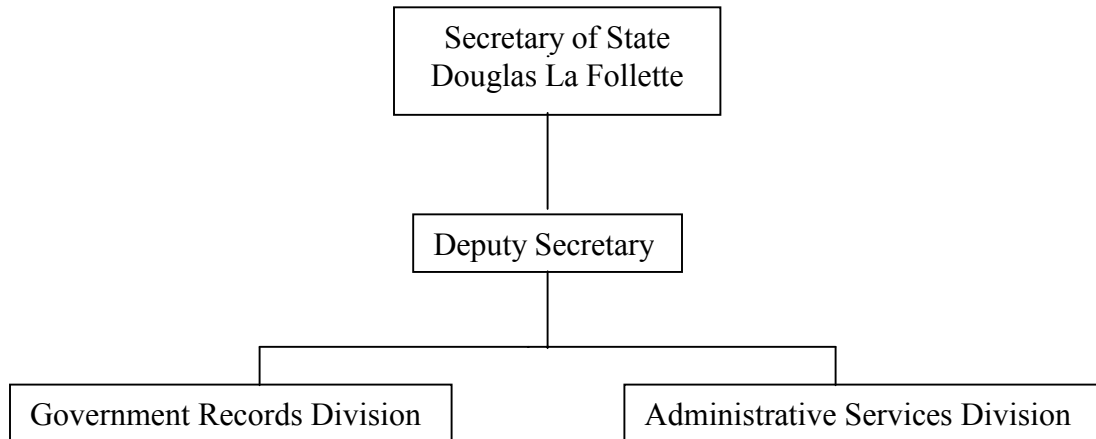 Secretary of State
Douglas La Follette
Deputy Secretary
Government Records Division
Administrative Services Division